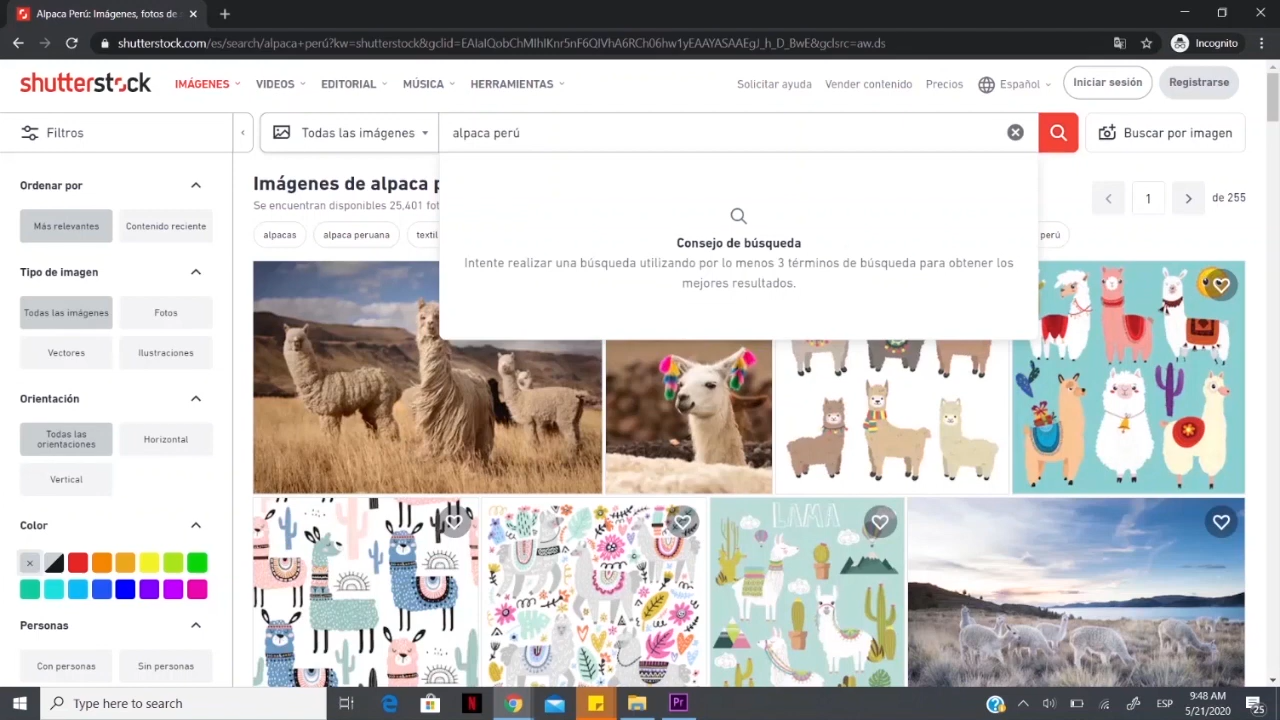 Alpaca Perú: Imágenes, fotos de
shutterstock.com/es/search/alpaca+perú?kw=shutterstock&gclid=EAIaIQobChMIhIKnr5nF6QIVhA6RCh06hw1yEAAYASAAEgJ_h_D_BwE&gclsrc=aw.ds
Incognito
shutterstock
IMÁGENES
VIDEOS
EDITORIAL
MÚSICA
HERRAMIENTAS
Solicitar ayuda
Vender contenido
Precios
Español
Iniciar sesión
Registrarse
Filtros
Todas las imágenes
alpaca perú
Buscar por imagen
Ordenar por
Más relevantes
Contenido reciente
Imágenes de alpaca p
Se encuentran disponibles 25,401 fot
1
de 255
alpacas
alpaca peruana
textil
perú
Consejo de búsqueda
Intente realizar una búsqueda utilizando por lo menos 3 términos de búsqueda para obtener los
mejores resultados.
Tipo de imagen
Todas las imágenes
Fotos
Vectores
Ilustraciones
Orientación
Todas las
orientaciones
Horizontal
Vertical
Color
Personas
Con personas
Sin personas
LAMA
Type here to search
N
Pr
ESP
9:48 AM
5/21/2020
25